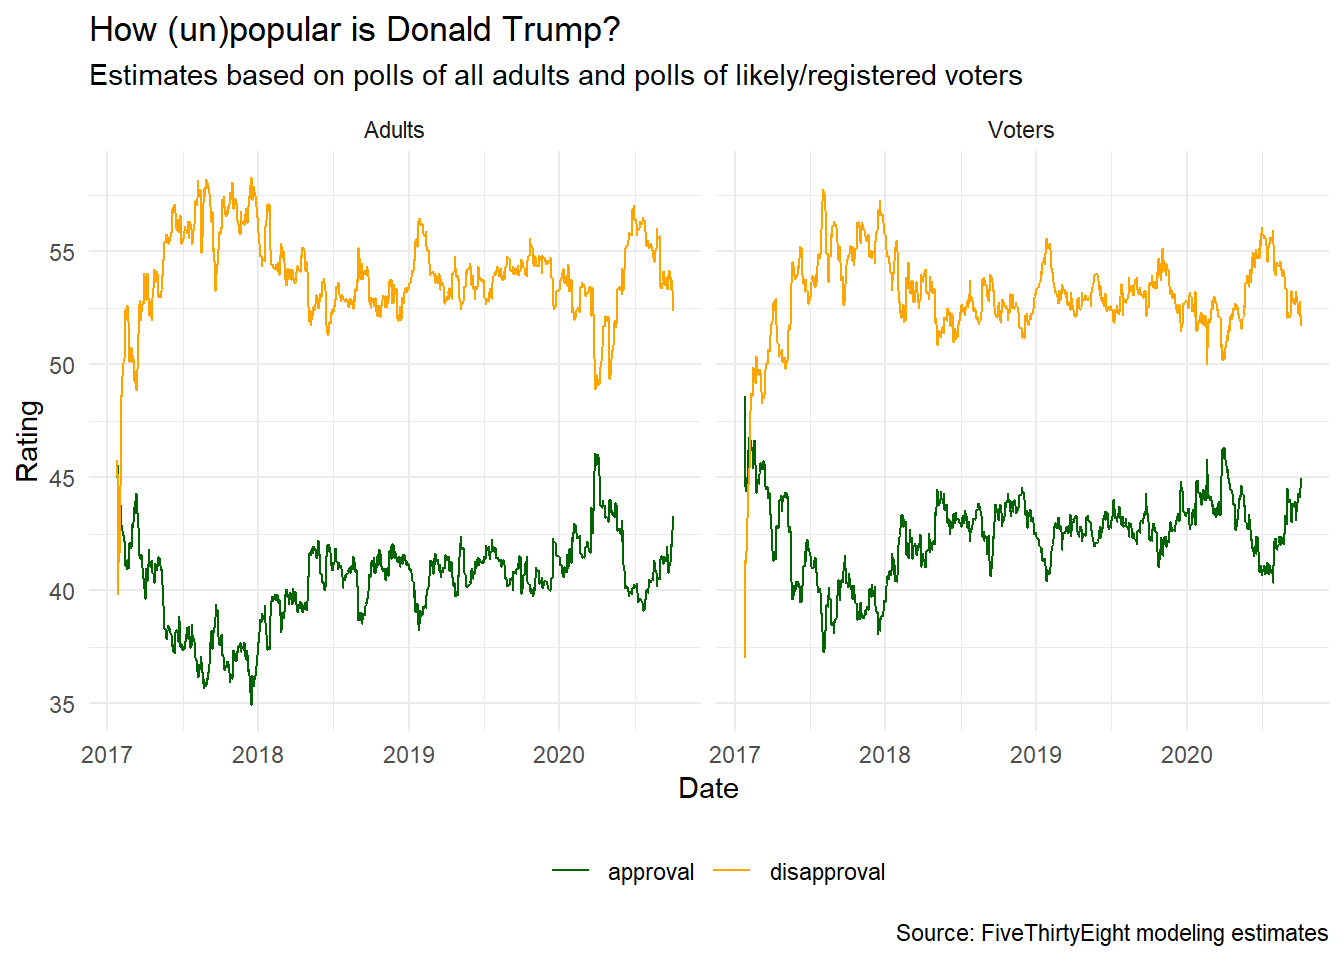 How (un)popular is Donald Trump?
Estimates based on polls of all adults and polls of likely/registered voters
Adults
Voters
55
50
45
40
35
Rating
2017 2018 2019 2020
2017 2018 2019 2020
Date
approval disapproval
Source: FiveThirtyEight modeling estimates